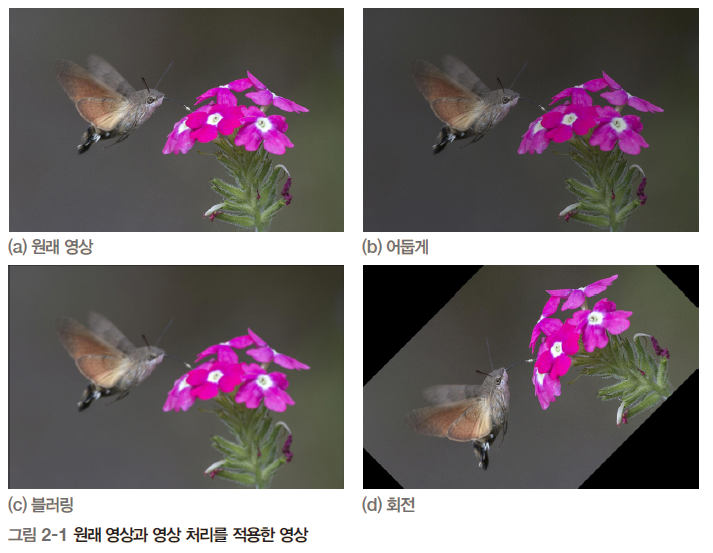 (a) 원래 영상
(b) 어둡게
(c) 블러링
(d) 회전
그림 2-1 원래 영상과 영상 처리를 적용한 영상